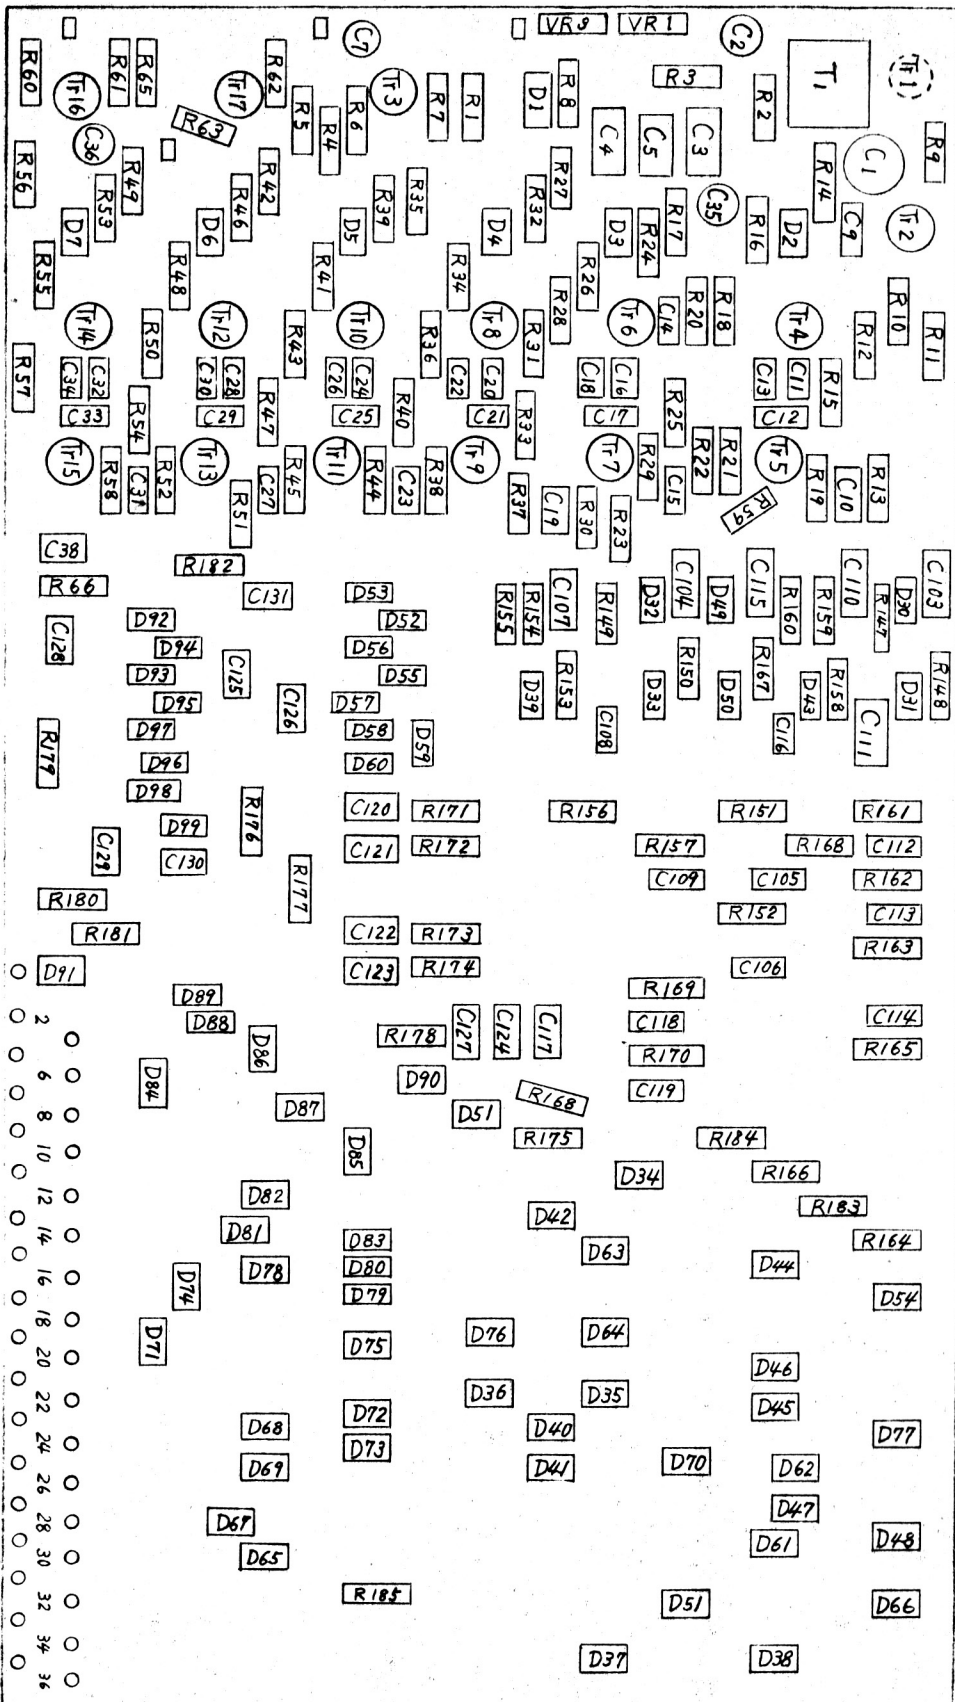 VR3 VR1
C7 C2
R60 R61 R65 R62 R3 T1 Tr1
Tr16 Tr17 R5 R4 R6 Tr3 R7 R1 D1 R8 R2
R63
C36 C4 C5 C3 R9
R56 R49 R42 R27 R14 C1
R53 R46 R39 R35 R32 R17 C35 R16 C9 Tr2
D7 D6 D5 D4 D3 R24 D2
R55 R48 R41 R34 R26
R28 C14 R20 R18 R10
Tr14 R50 Tr12 R43 Tr10 R36 Tr8 R31 Tr6 Tr4 R12 R11
R57 C34 C32 C30 C28 C26 C24 C22 C20 C18 C16 C13 C11 R15
R54 R47 R40 R33 R25
C33 C29 C25 C21 C17 C12
Tr15 Tr13 Tr11 Tr9 Tr7 R29 R22 R21 Tr5
R58 C31 R52 C27 R45 R44 C23 R38 C15 R19 C10 R13
R51 R37 C19 R30 R23 R59
C38 R182
R66 C131 D53 R155 R154 C107 R149 D32 C104 D49 C115 R160 R159 C110 R147 D30 C103
C128 D92 D52
D94 D56
D93 C125 D55 D39 R153 D33 R150 D50 R167 D43 R158 D31 R148
D95 C126 D57
R179 D97 D58 D59 C108 C116 C111
D96 D60
D98
R176 C120 R171 R156 R151 R161
D99
C129 C130 C121 R172 R157 R168 C112
R177 C109 C105 R162
R180
R181 C122 R173 R152 C113
R163
D91 C123 R174 C106
D89 R169
2 D88 C118 C114
D86 R178 C127 C124 C117
R170 R165
6 D84 D90 C119
8 D87 D51 R168
R175 R184
10 D85 D34 R166
12 D82 R183
14 D81 D42
D83 D63 R164
16 D78 D80 D44
D74 D79 D54
18 D76 D64
D71 D75
20 D46
D36 D35
22 D72 D45
D68 D40 D77
24 D73
D69 D41 D70 D62
26
D47
28 D67
D61 D48
30 D65
32 R185 D51 D66
34
D37 D38
36